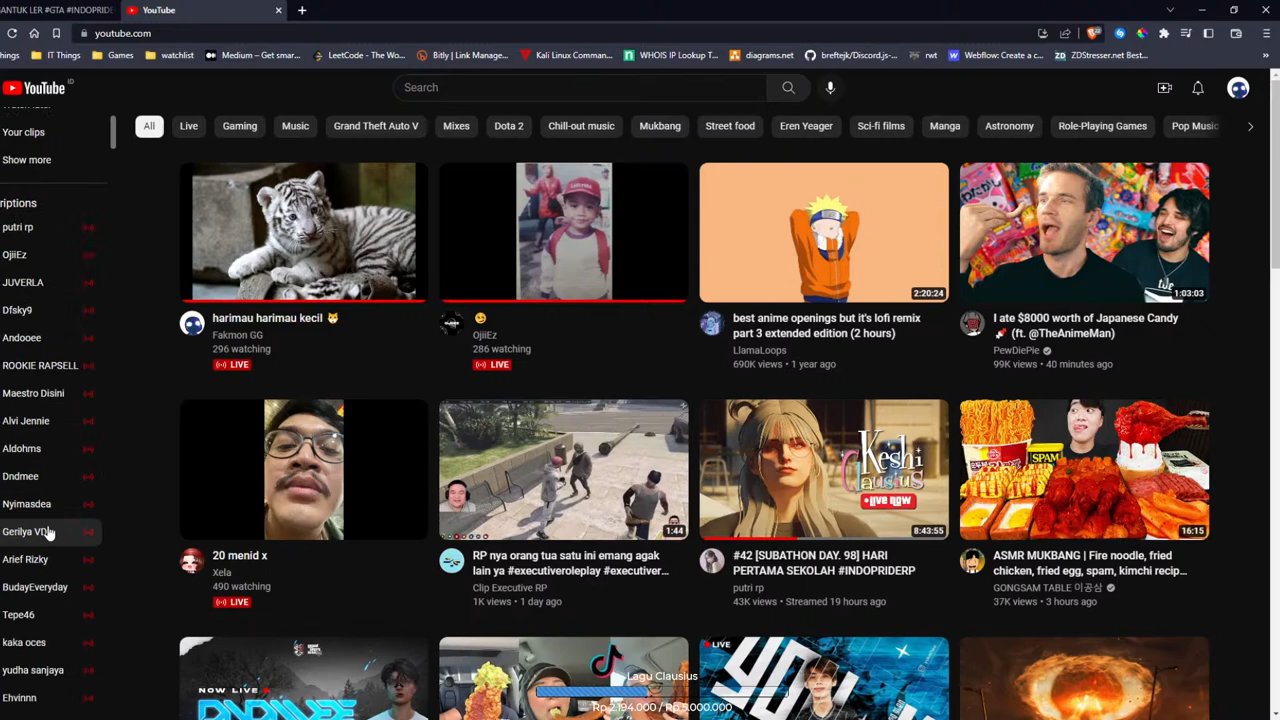 ANTUK LER #GTA #INDOPRIDE
YouTube
youtube.com
ings
IT Things
Games
watchlist
Medium – Get smar...
LeetCode - The Wo...
Bitly | Link Manage...
Kali Linux Comman...
WHOIS IP Lookup T...
diagrams.net
breftejk/Discord.js-...
rwt
Webflow: Create a c...
ZDStresser.net Best...
YouTube ID
Search
Your clips
Show more
riptions
putri rp
OjiiEz
JUVERLA
Dfsky9
Andooee
ROOKIE RAPSELL
Maestro Disini
Alvi Jennie
Aldohms
Dndmee
Nyimasdea
Gerilya VD
Arief Rizky
BudayEveryday
Tepe46
kaka oces
yudha sanjaya
Ehvinnn
All
Live
Gaming
Music
Grand Theft Auto V
Mixes
Dota 2
Chill-out music
Mukbang
Street food
Eren Yeager
Sci-fi films
Manga
Astronomy
Role-Playing Games
Pop Music
harimau harimau kecil 🐯
Fakmon GG
296 watching
LIVE
😏
OjiiEz
286 watching
LIVE
2:20:24
best anime openings but it's lofi remix
part 3 extended edition (2 hours)
LlamaLoops
690K views • 1 year ago
1:03:03
I ate $8000 worth of Japanese Candy
🍬 (ft. @TheAnimeMan)
PewDiePie
99K views • 40 minutes ago
20 menid x
Xela
490 watching
LIVE
1:44
RP nya orang tua satu ini emang agak
lain ya #executiveroleplay #executiver...
Clip Executive RP
1K views • 1 day ago
Keshi
Clausius
LIVE NOW
8:43:55
#42 [SUBATHON DAY. 98] HARI
PERTAMA SEKOLAH #INDOPRIDERP
putri rp
43K views • Streamed 19 hours ago
SPAM
16:15
ASMR MUKBANG | Fire noodle, fried
chicken, fried egg, spam, kimchi recip...
GONGSAM TABLE 이공삼
37K views • 3 hours ago
NOW LIVE
LIVE
Lagu Clausius
Rp 2.194.000 / Rp 5.000.000